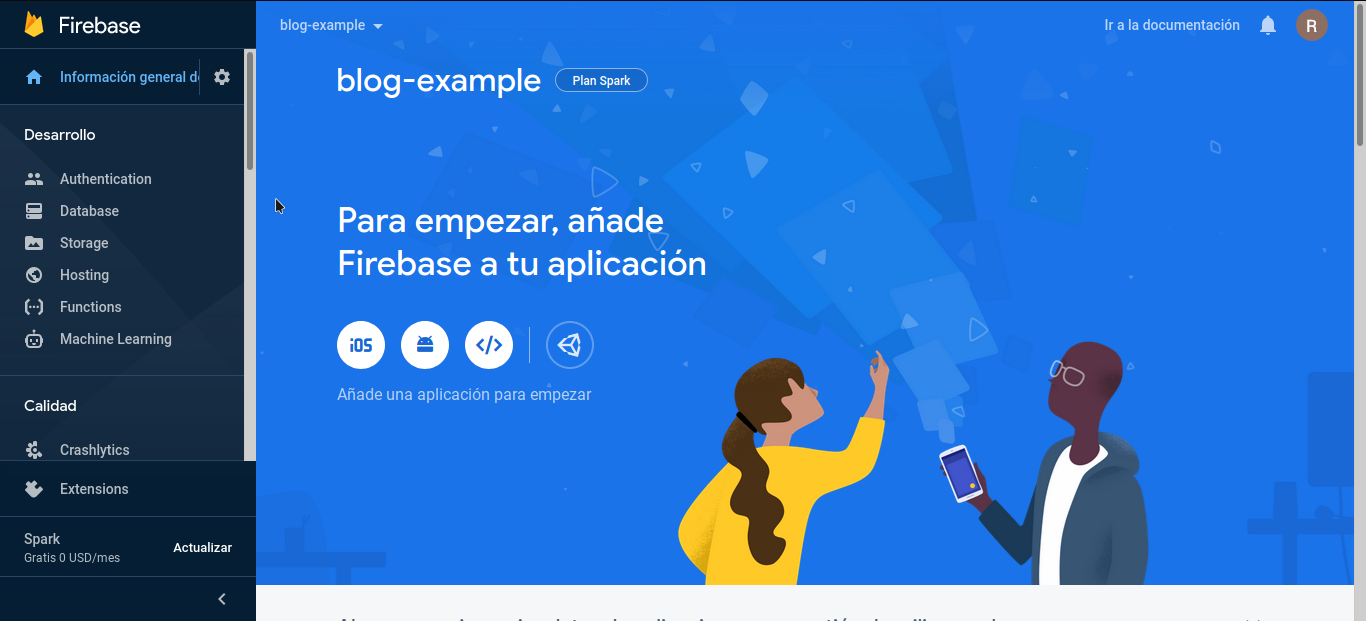 Firebase
Información general d
Desarrollo
Authentication
Database
Storage
Hosting
Functions
Machine Learning
Calidad
Crashlytics
Extensions
Spark
Gratis 0 USD/mes
Actualizar
blog-example
Ir a la documentación
R
blog-example
Plan Spark
Para empezar, añade
Firebase a tu aplicación
iOS
Añade una aplicación para empezar